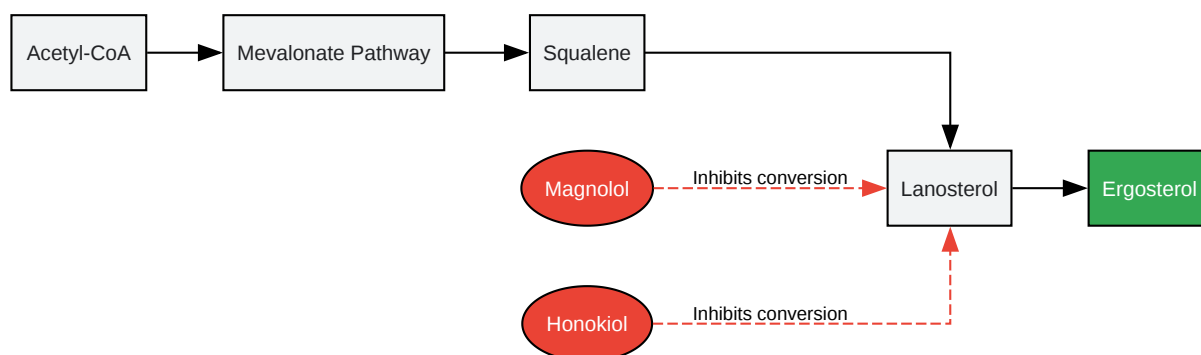 Acetyl-CoA
Mevalonate Pathway
Squalene
Magnolol
Inhibits conversion
Lanosterol
Ergosterol
Honokiol
Inhibits conversion